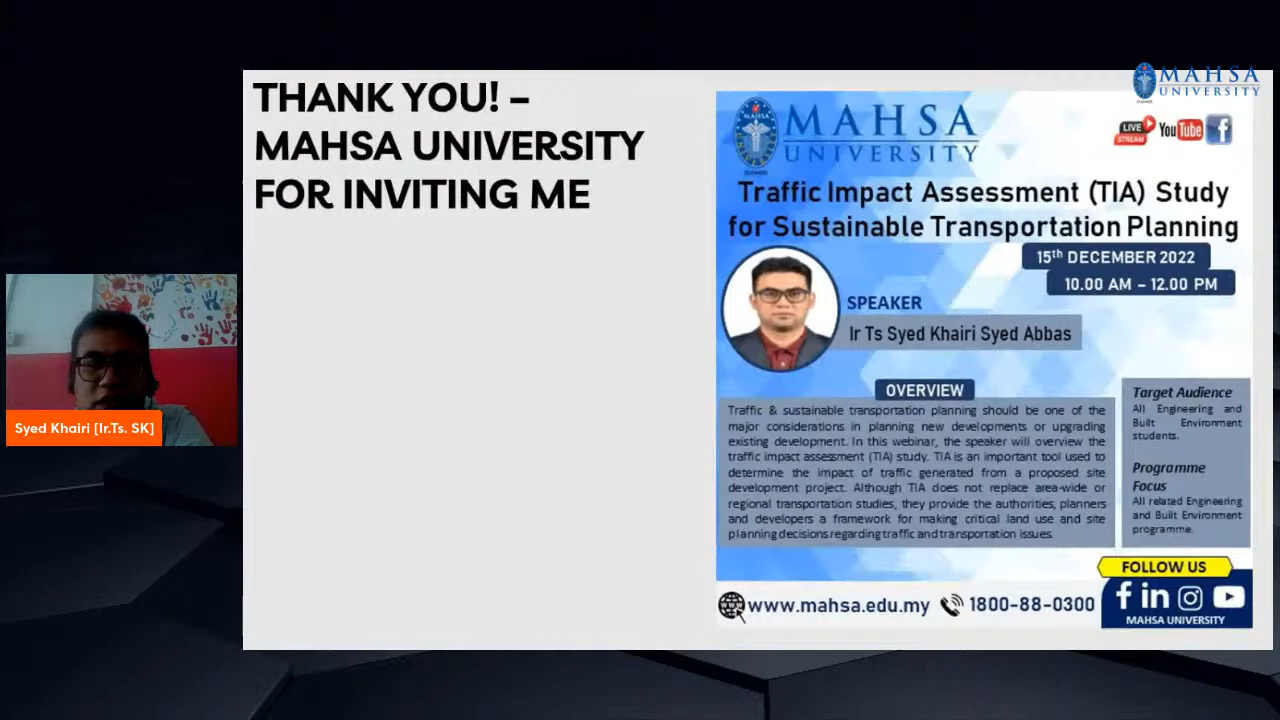 THANK YOU! –
MAHSA UNIVERSITY
FOR INVITING ME
MAHSA
UNIVERSITY
MAHSA
MAHSA
UNIVERSITY
LIVE
STREAM
YouTube
Traffic Impact Assessment (TIA) Study
for Sustainable Transportation Planning
15th DECEMBER 2022
10.00 AM – 12.00 PM
SPEAKER
Ir Ts Syed Khairi Syed Abbas
Syed Khairi [Ir.Ts. SK]
OVERVIEW
Traffic & sustainable transportation planning should be one of the
major considerations in planning new developments or upgrading
existing development. In this webinar, the speaker will overview the
traffic impact assessment (TIA) study. TIA is an important tool used to
determine the impact of traffic generated from a proposed site
development project. Although TIA does not replace area-wide or
regional transportation studies, they provide the authorities, planners
and developers a framework for making critical land use and site
planning decisions regarding traffic and transportation issues.
Target Audience
All Engineering and
Built Environment
students.
Programme
Focus
All related Engineering
and Built Environment
programme.
FOLLOW US
www.mahsa.edu.my
1800-88-0300
MAHSA UNIVERSITY